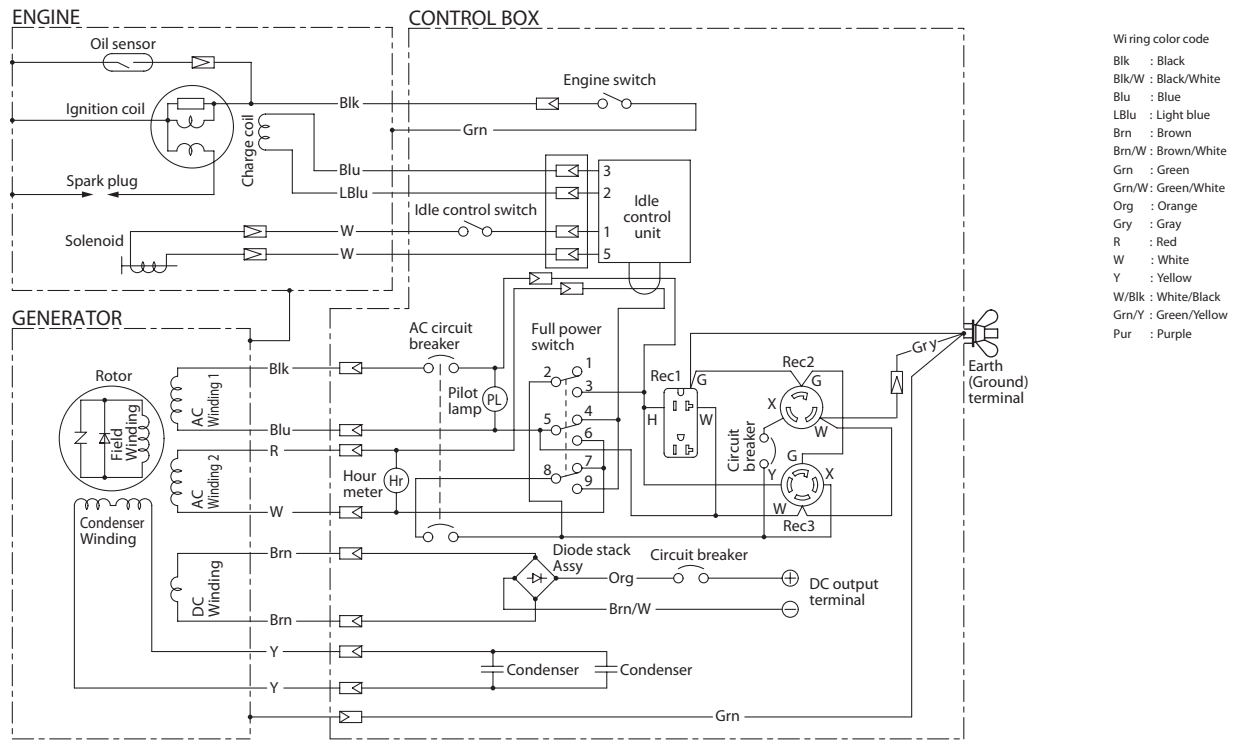 ENGINE
CONTROL BOX
Oil sensor
Engine switch
Ignition coil
Blk
Grn
Charge coil
Blu
3
Spark plug
LBlu
2
Idle
control
unit
Idle control switch
W
1
Solenoid
W
5
GENERATOR
AC circuit
breaker
Full power
switch
Gry
Earth
(Ground)
terminal
Rotor
Blk
2
1
3
Rec1
G
Rec2
G
X
W
Field
Winding
AC
Winding 1
Pilot
lamp
PL
4
5
6
H
W
Blu
R
Circuit
breaker
G
Y
X
W
Rec3
AC
Winding 2
Hour
meter
Hr
7
8
9
W
Condenser
Winding
Brn
Diode stack
Assy
Circuit breaker
DC
Winding
Org
DC output
terminal
Brn/W
Brn
Y
Condenser
Condenser
Y
Grn
Wiring color code
Blk : Black
Blk/W : Black/White
Blu : Blue
LBlu : Light blue
Brn : Brown
Brn/W : Brown/White
Grn : Green
Grn/W : Green/White
Org : Orange
Gry : Gray
R : Red
W : White
Y : Yellow
W/Blk : White/Black
Grn/Y : Green/Yellow
Pur : Purple